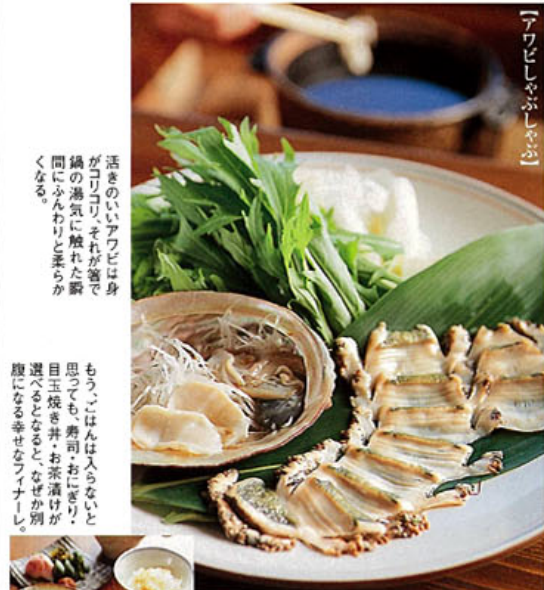 【アワビしゃぶしゃぶ】
活きのいいアワビは身
がコリコリ、それが箸で
鍋の湯気に触れた瞬
間にふんわりと柔らか
くなる。
もう、ごはんは入らないと
思っても、寿司・おにぎり・
目玉焼き丼・お茶漬けが
選べるとなると、なぜか別
腹になる幸せなフィナーレ。